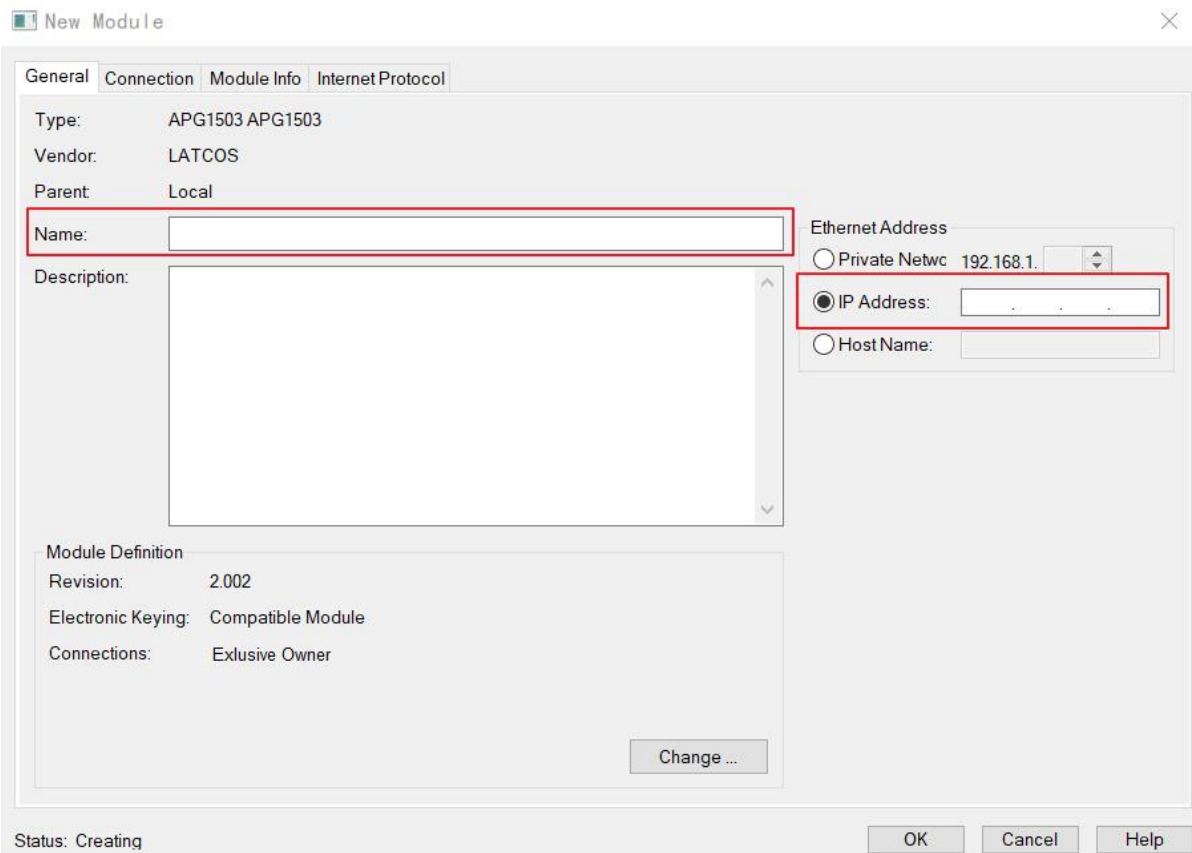 New Module
General Connection Module Info Internet Protocol
Type: APG1503 APG1503
Vendor: LATCOS
Parent: Local
Name:
Description:
Ethernet Address
Private Netwc 192.168.1.
IP Address: . . .
Host Name:
Module Definition
Revision: 2.002
Electronic Keying: Compatible Module
Connections: Exlusive Owner
Change ...
Status: Creating
OK Cancel Help